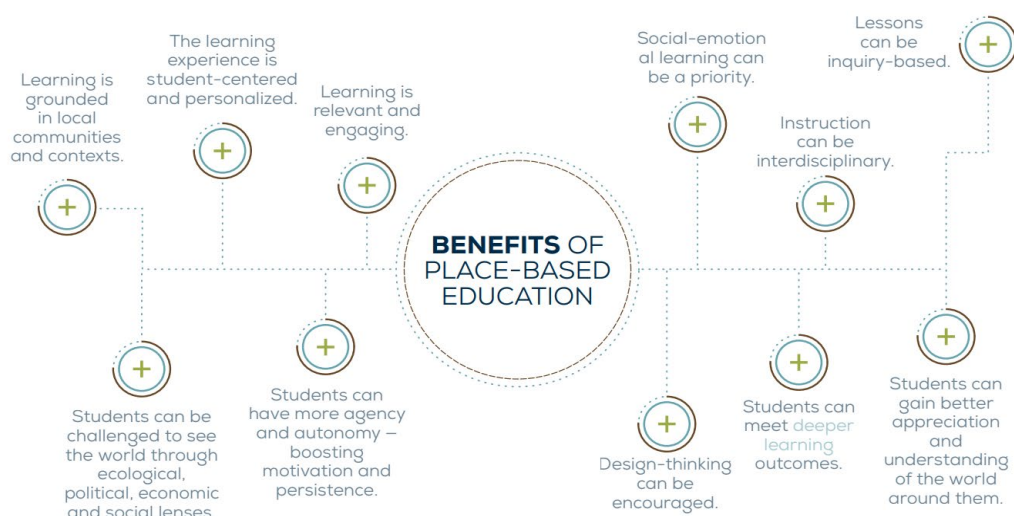 Learning is
grounded
in local
communities
and contexts.
The learning
experience is
student-centered
and personalized.
Learning is
relevant and
engaging.
Social-emotion
al learning can
be a priority.
Instruction
can be
interdisciplinary.
Lessons
can be
inquiry-based.
BENEFITS OF
PLACE-BASED
EDUCATION
Students can be
challenged to see
the world through
ecological,
political, economic
and social lenses
Students can
have more agency
and autonomy –
boosting
motivation and
persistence.
Design-thinking
can be
encouraged.
Students can
meet deeper
learning
outcomes.
Students can
gain better
appreciation
and
understanding
of the world
around them.